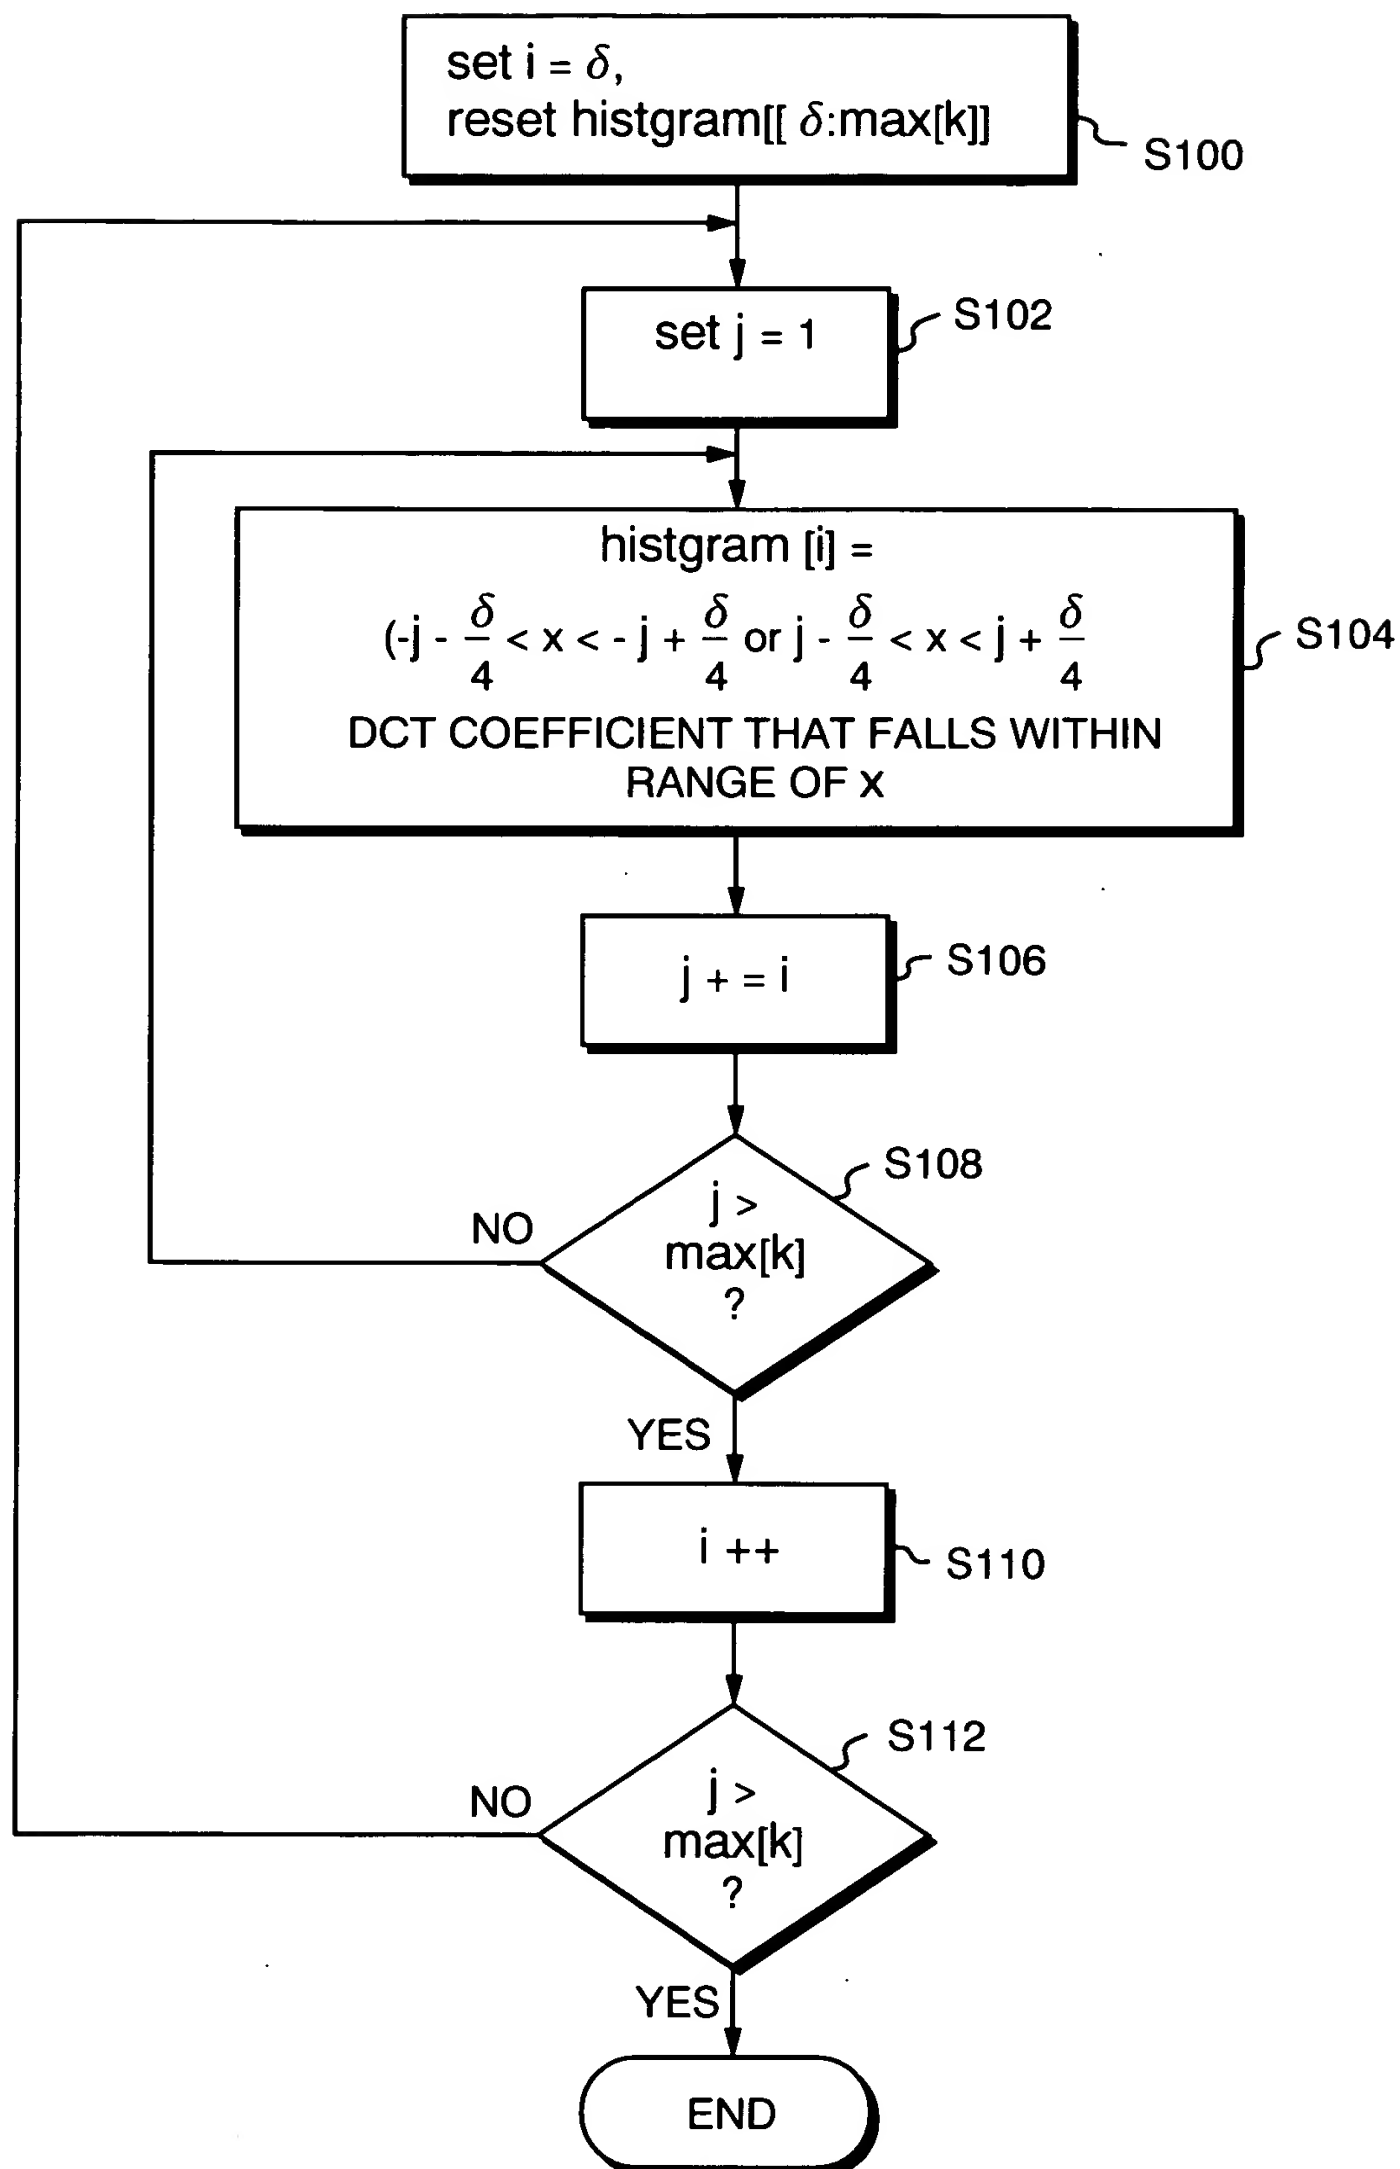 set i = δ,
reset histgram[[ δ:max[k]]
S100
set j = 1
S102
histgram [i] =
(-j - δ/4 < x < - j + δ/4 or j - δ/4 < x < j + δ/4
DCT COEFFICIENT THAT FALLS WITHIN
RANGE OF x
S104
j + = i
S106
j >
max[k]
?
S108
NO
YES
i ++
S110
j >
max[k]
?
S112
NO
YES
END